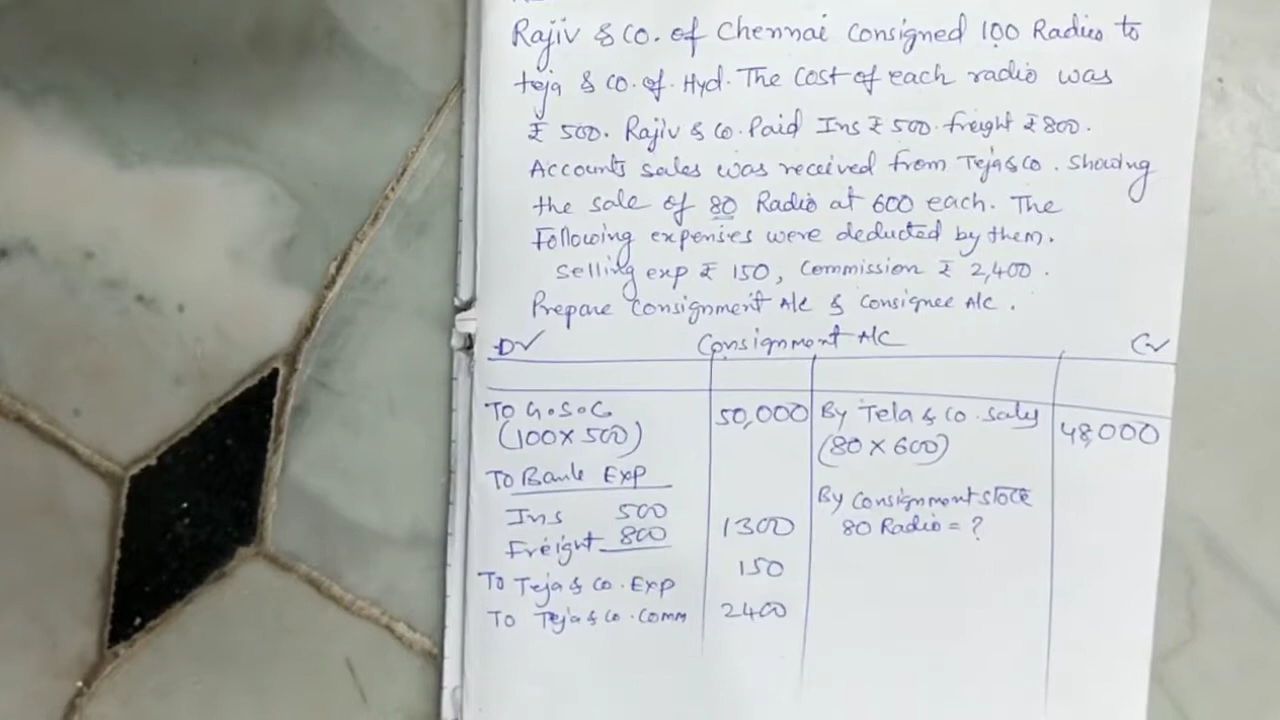 Rajiv & Co. of Chennai Consigned 100 Radios to
Teja & Co. of. Hyd. The cost of each radio was
₹ 500. Rajiv & Co. Paid Ins ₹ 500. freight ₹ 800.
Accounts sales was received from Teja & Co. Showing
the sale of 80 Radio at 600 each. The
Following expenses were deducted by them.
Selling exp ₹ 150, Commission ₹ 2,400.
Prepare Consignment A/c & Consignee A/c.
Dr Consignment A/c Cr
To G.S.O.C 50,000 By Tela & Co. Sales 48,000
(100 x 500) (80 x 600)
To Bank Exp
Ins 500 By Consignment stock
Freight 800 1300 80 Radio = ?
To Teja & Co. Exp 150
To Teja & Co. Comm 2400